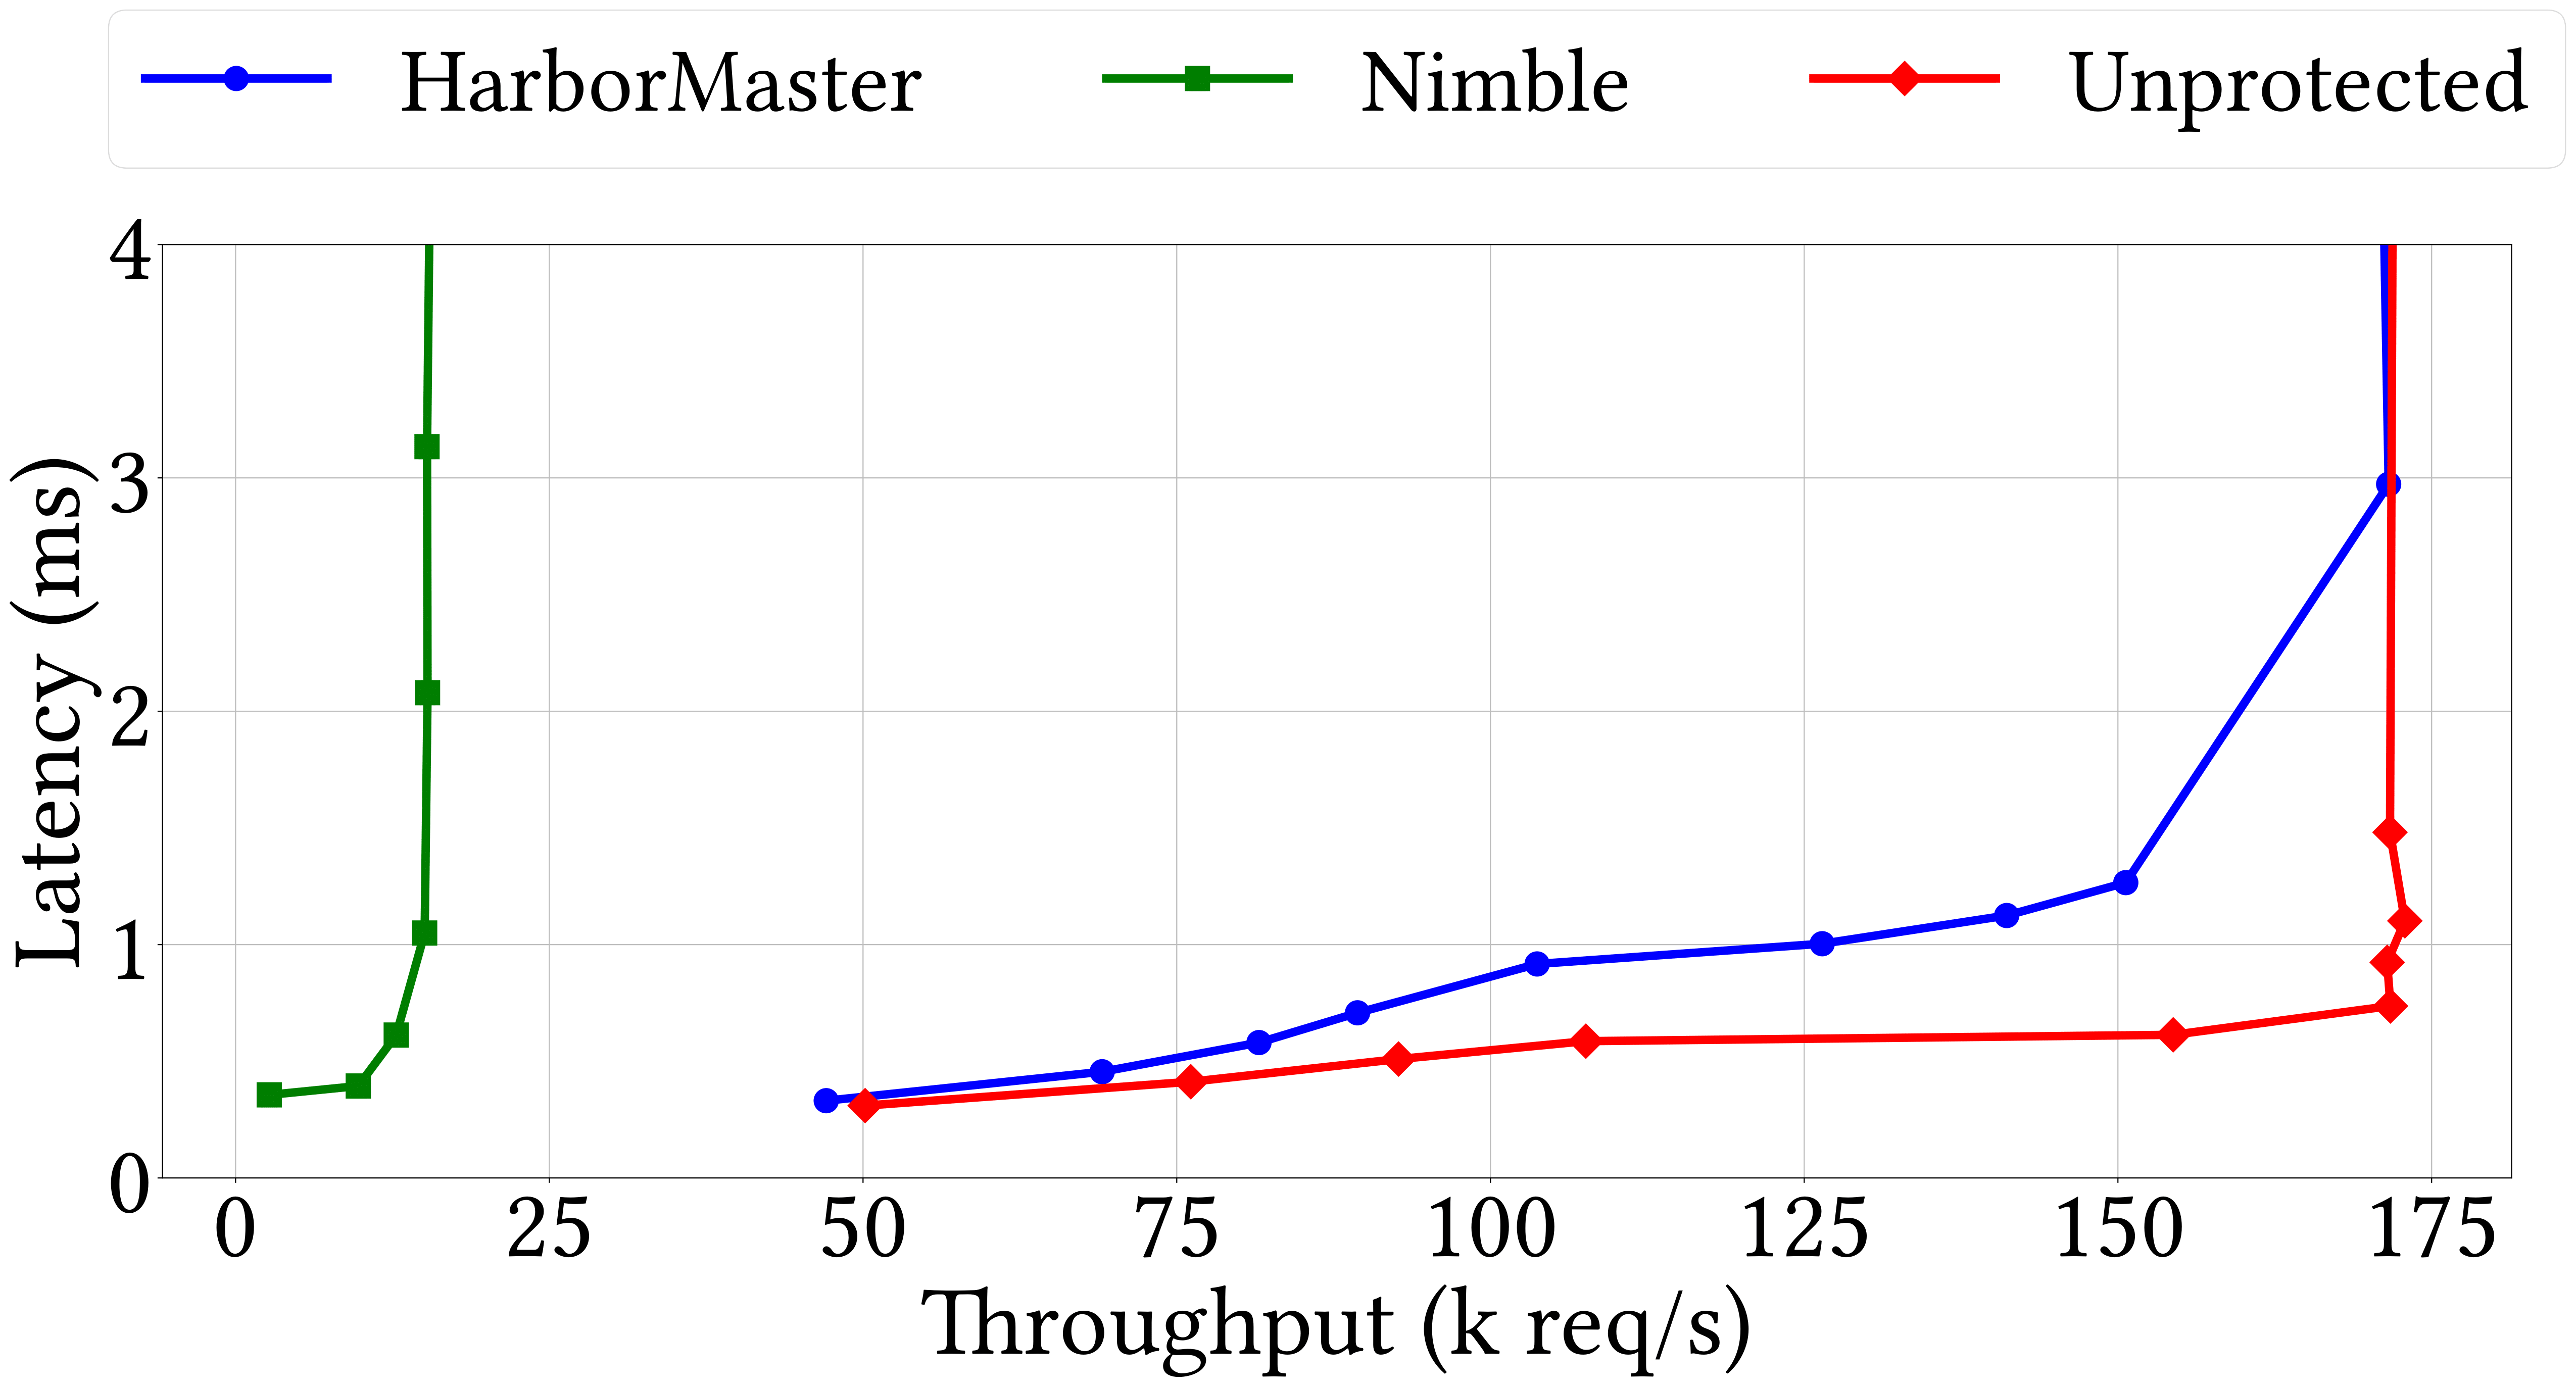 HarborMaster Nimble Unprotected
4
3
2
1
0
Latency (ms)
0 25 50 75 100 125 150 175
Throughput (k req/s)